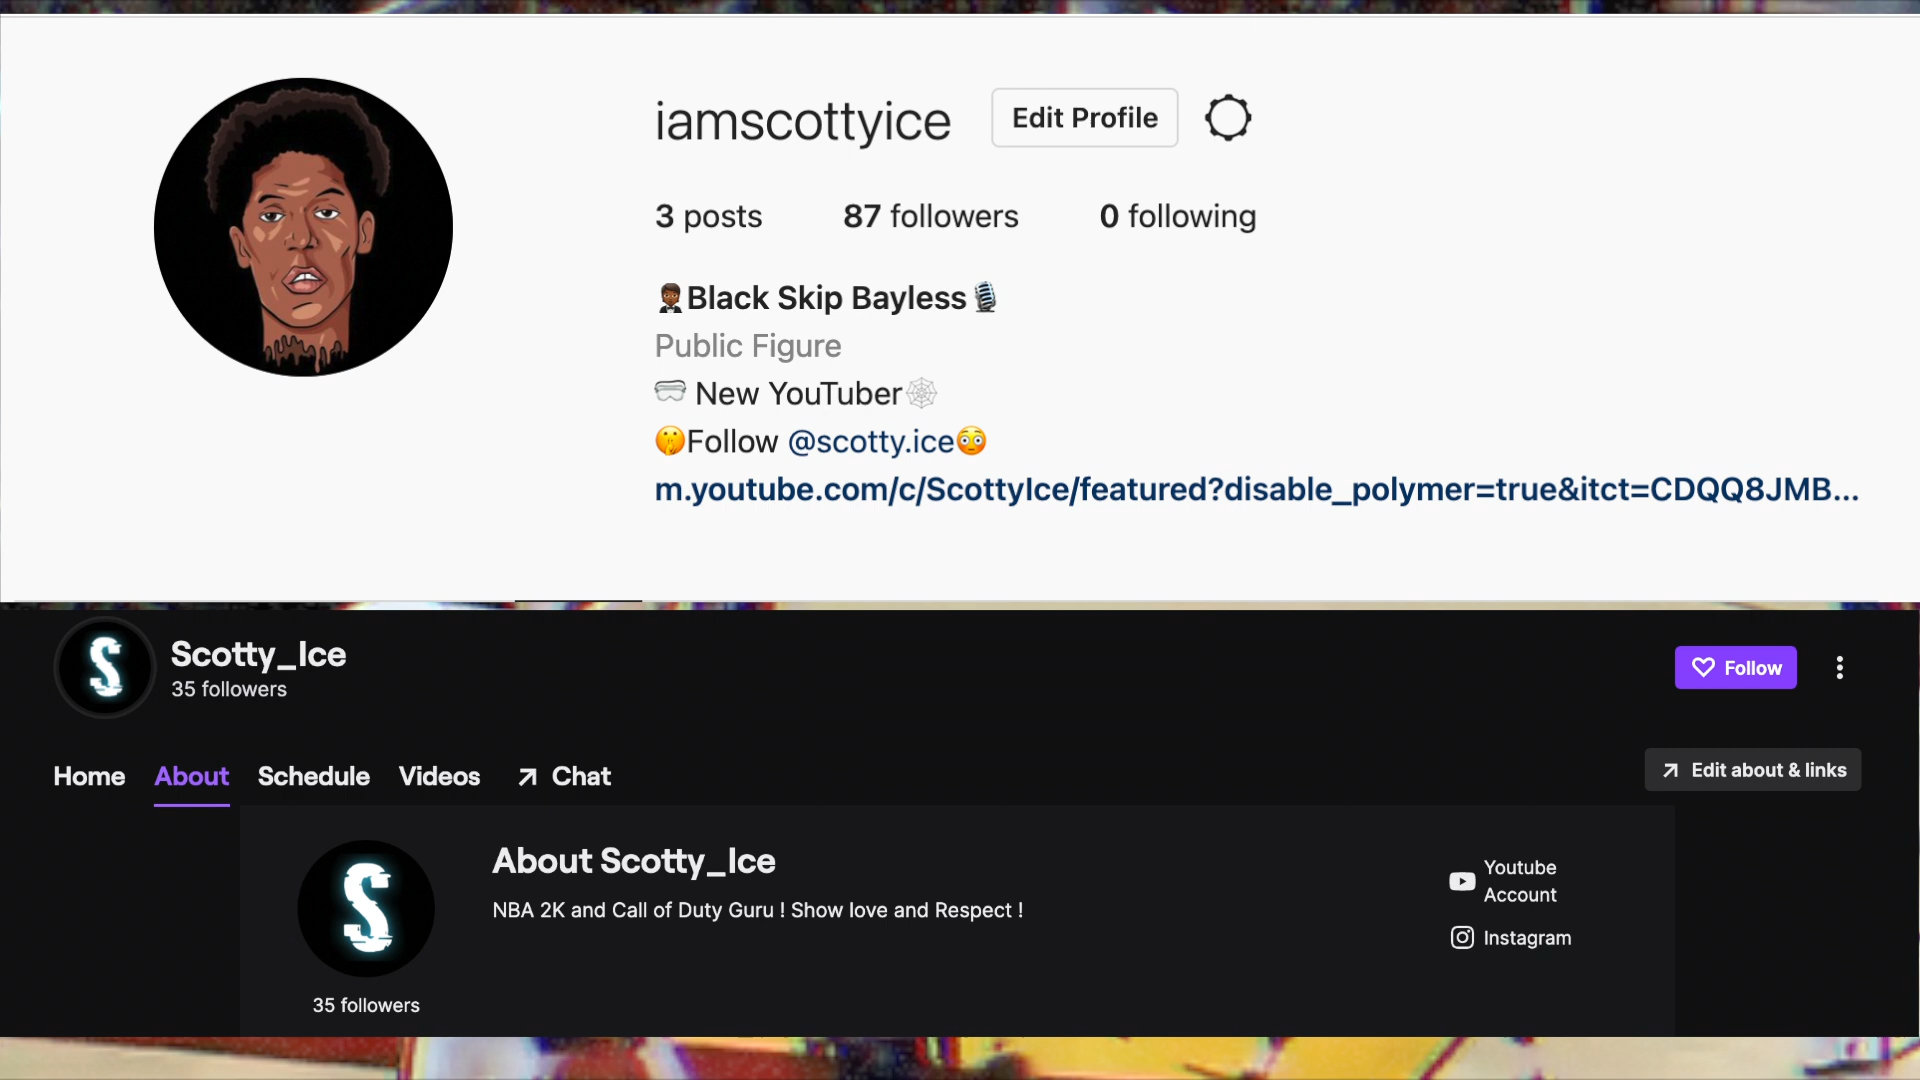 iamscottyice Edit Profile
3 posts 87 followers 0 following
🤵🏾Black Skip Bayless🎙
Public Figure
🥽 New YouTuber🕸
🤫Follow @scotty.ice😳
m.youtube.com/c/ScottyIce/featured?disable_polymer=true&itct=CDQQ8JMB...
S
Scotty_Ice
35 followers
Follow
Home About Schedule Videos Chat
Edit about & links
S
About Scotty_Ice
NBA 2K and Call of Duty Guru ! Show love and Respect !
35 followers
Youtube
Account
Instagram